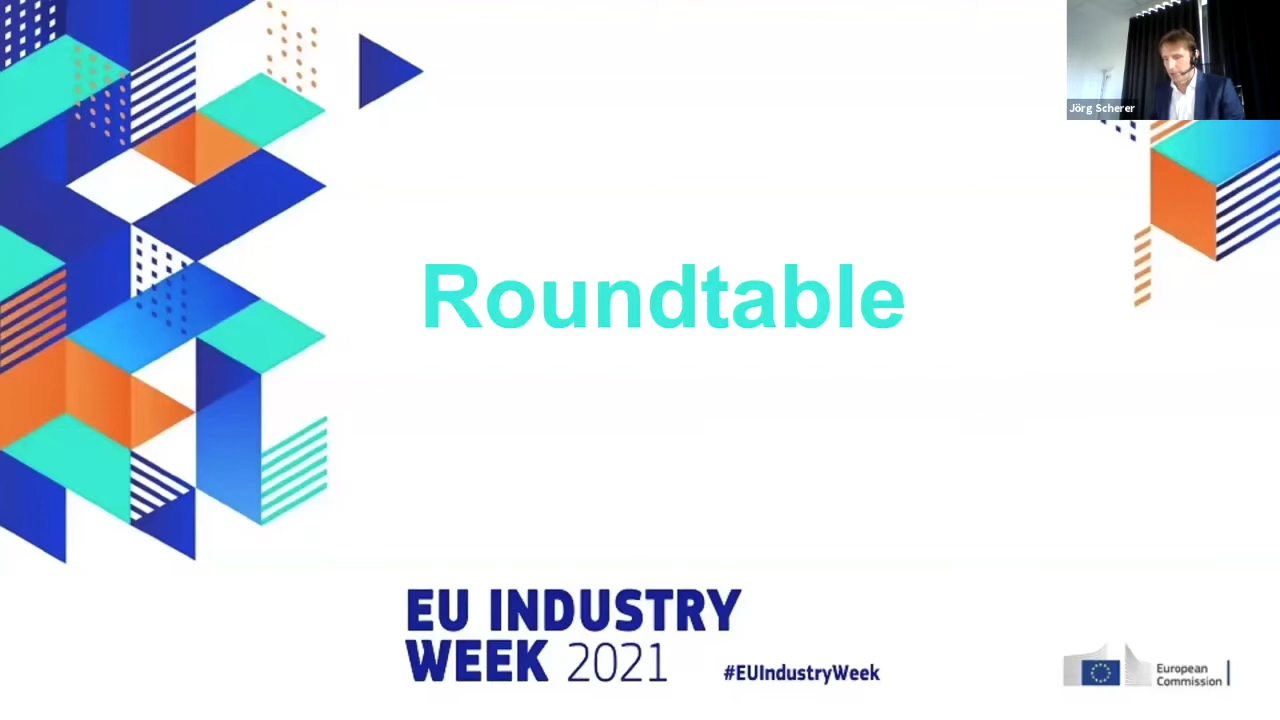 Jörg Scherer
Roundtable
EU INDUSTRY
WEEK 2021
#EUIndustryWeek
European
Commission